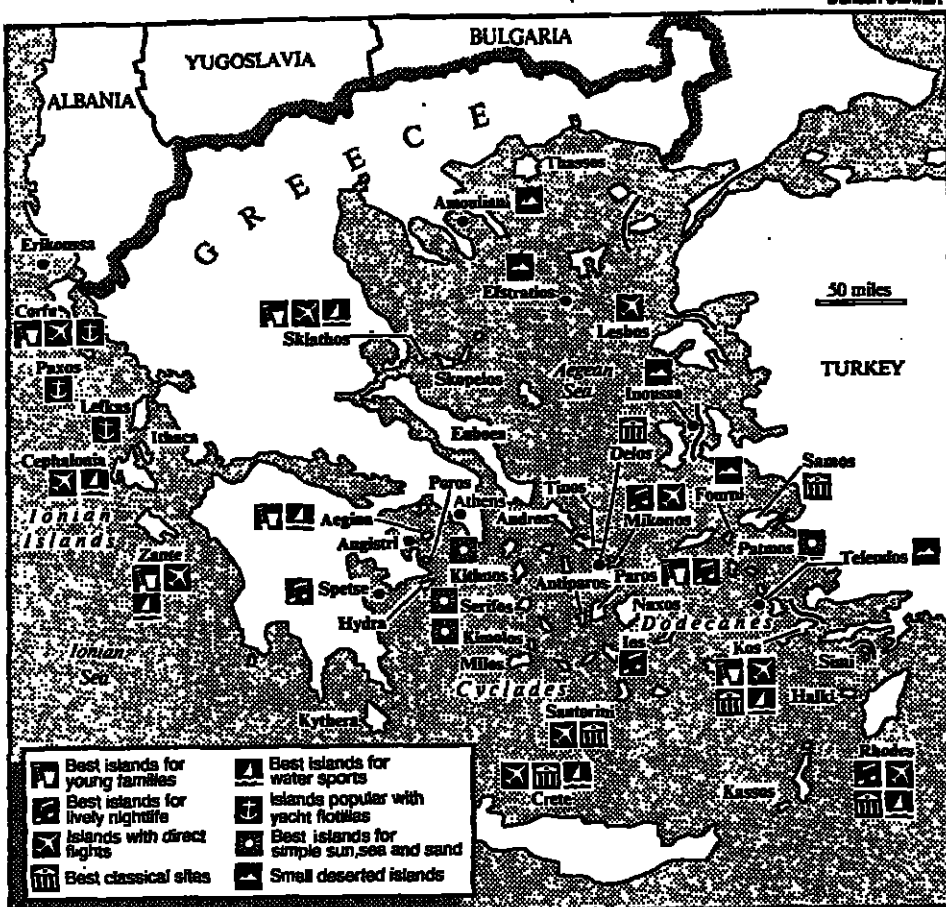 BULGARIA
YUGOSLAVIA
ALBANIA
GREECE
Thassos
Amouliani
Erikoussa
Efstratios
50 miles
Corfu
Lesbos
Skiathos
TURKEY
Paxos
Skopelos
Aegean
Sea
Inoussa
Lefkas
Ithaca
Euboea
Delos
Cephalonia
Samos
Poros
Tinos
Fourni
Athens
Ionian
Islands
Aegina
Andros
Mikonos
Angistri
Patmos
Telendos
Zante
Kithnos
Antiparos
Paros
Spetse
Serifos
Naxos
Dodecanes
Hydra
Kimolos
Ios
Kos
Simi
Ionian
Sea
Milos
Cyclades
Halki
Santorini
Kythera
Rhodes
Kassos
Crete
Best islands for
young families
Best islands for
lively nightlife
Islands with direct
flights
Best classical sites
Best islands for
water sports
Islands popular with
yacht flotillas
Best islands for
simple sun,sea and sand
Small deserted islands